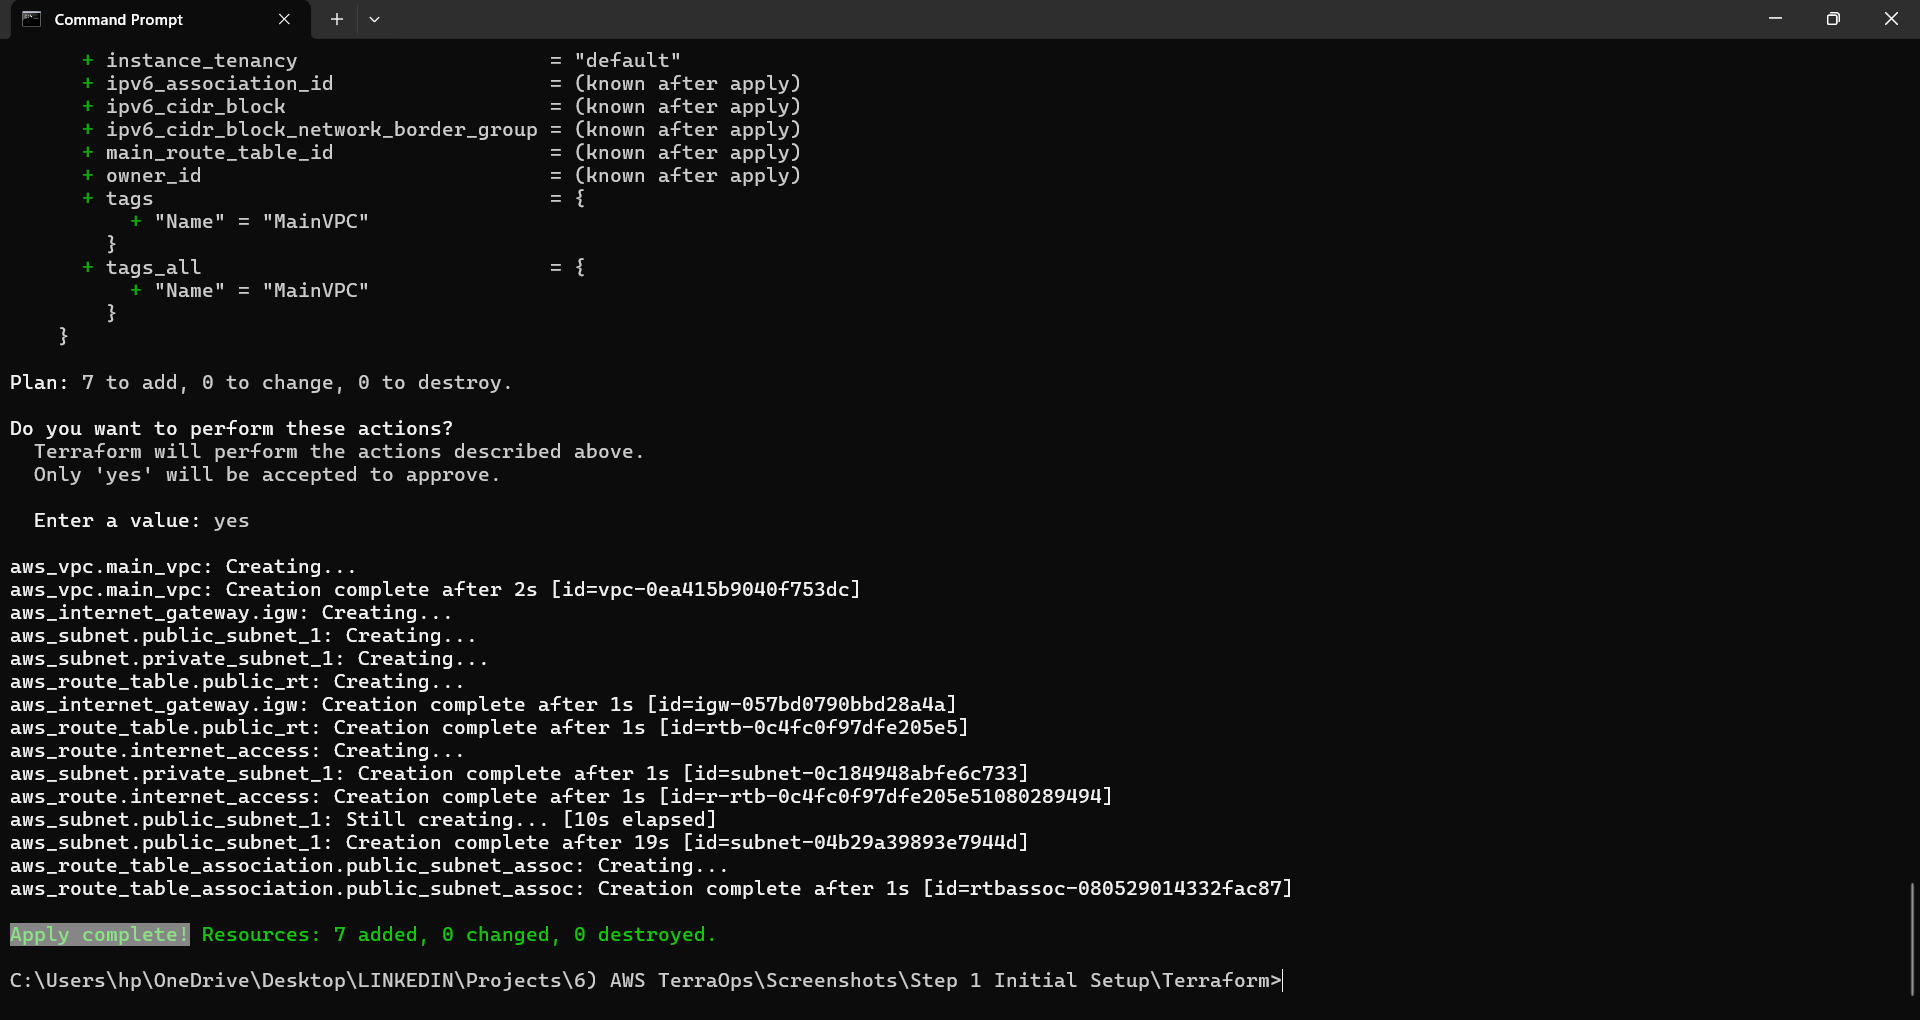 Command Prompt
+ instance_tenancy = "default"
+ ipv6_association_id = (known after apply)
+ ipv6_cidr_block = (known after apply)
+ ipv6_cidr_block_network_border_group = (known after apply)
+ main_route_table_id = (known after apply)
+ owner_id = (known after apply)
+ tags = {
+ "Name" = "MainVPC"
}
+ tags_all = {
+ "Name" = "MainVPC"
}
}
Plan: 7 to add, 0 to change, 0 to destroy.
Do you want to perform these actions?
Terraform will perform the actions described above.
Only 'yes' will be accepted to approve.
Enter a value: yes
aws_vpc.main_vpc: Creating...
aws_vpc.main_vpc: Creation complete after 2s [id=vpc-0ea415b9040f753dc]
aws_internet_gateway.igw: Creating...
aws_subnet.public_subnet_1: Creating...
aws_subnet.private_subnet_1: Creating...
aws_route_table.public_rt: Creating...
aws_internet_gateway.igw: Creation complete after 1s [id=igw-057bd0790bbd28a4a]
aws_route_table.public_rt: Creation complete after 1s [id=rtb-0c4fc0f97dfe205e5]
aws_route.internet_access: Creating...
aws_subnet.private_subnet_1: Creation complete after 1s [id=subnet-0c184948abfe6c733]
aws_route.internet_access: Creation complete after 1s [id=r-rtb-0c4fc0f97dfe205e51080289494]
aws_subnet.public_subnet_1: Still creating... [10s elapsed]
aws_subnet.public_subnet_1: Creation complete after 19s [id=subnet-04b29a39893e7944d]
aws_route_table_association.public_subnet_assoc: Creating...
aws_route_table_association.public_subnet_assoc: Creation complete after 1s [id=rtbassoc-080529014332fac87]
Apply complete! Resources: 7 added, 0 changed, 0 destroyed.
C:\Users\hp\OneDrive\Desktop\LINKEDIN\Projects\6) AWS TerraOps\Screenshots\Step 1 Initial Setup\Terraform>